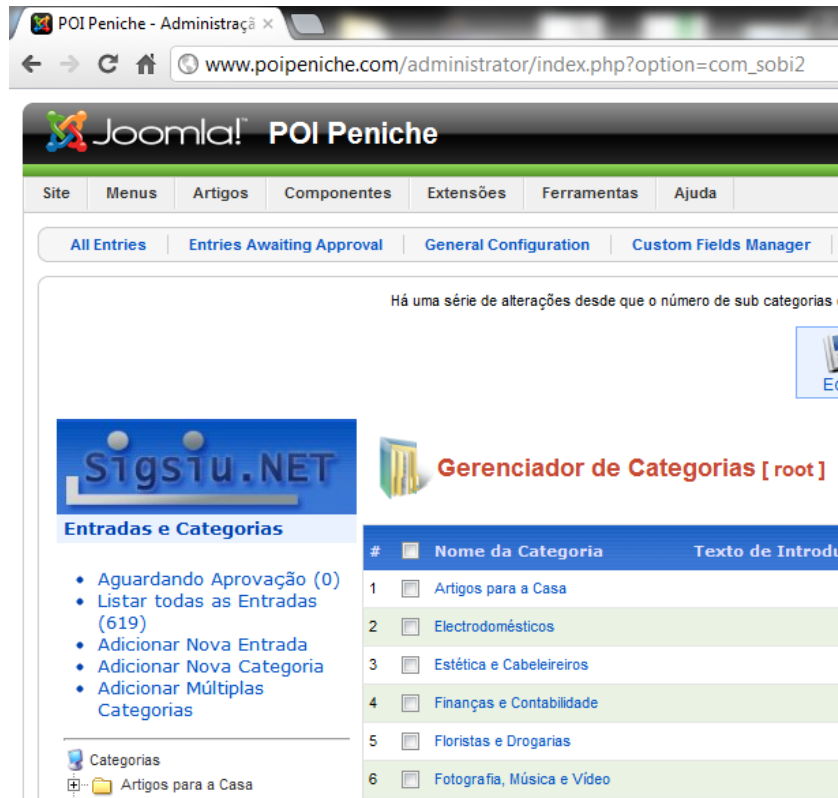 POI Peniche - Administraçã
www.poipeniche.com/administrator/index.php?option=com_sobi2
Joomla! POI Peniche
Site Menus Artigos Componentes Extensões Ferramentas Ajuda
All Entries Entries Awaiting Approval General Configuration Custom Fields Manager
Há uma série de alterações desde que o número de sub categorias
Sigsiu.NET
Gerenciador de Categorias [ root ]
Entradas e Categorias
Aguardando Aprovação (0)
Listar todas as Entradas
(619)
Adicionar Nova Entrada
Adicionar Nova Categoria
Adicionar Múltiplas
Categorias
Categorias
Artigos para a Casa
# Nome da Categoria Texto de Introdu
1 Artigos para a Casa
2 Electrodomésticos
3 Estética e Cabeleireiros
4 Finanças e Contabilidade
5 Floristas e Drogarias
6 Fotografia, Música e Vídeo